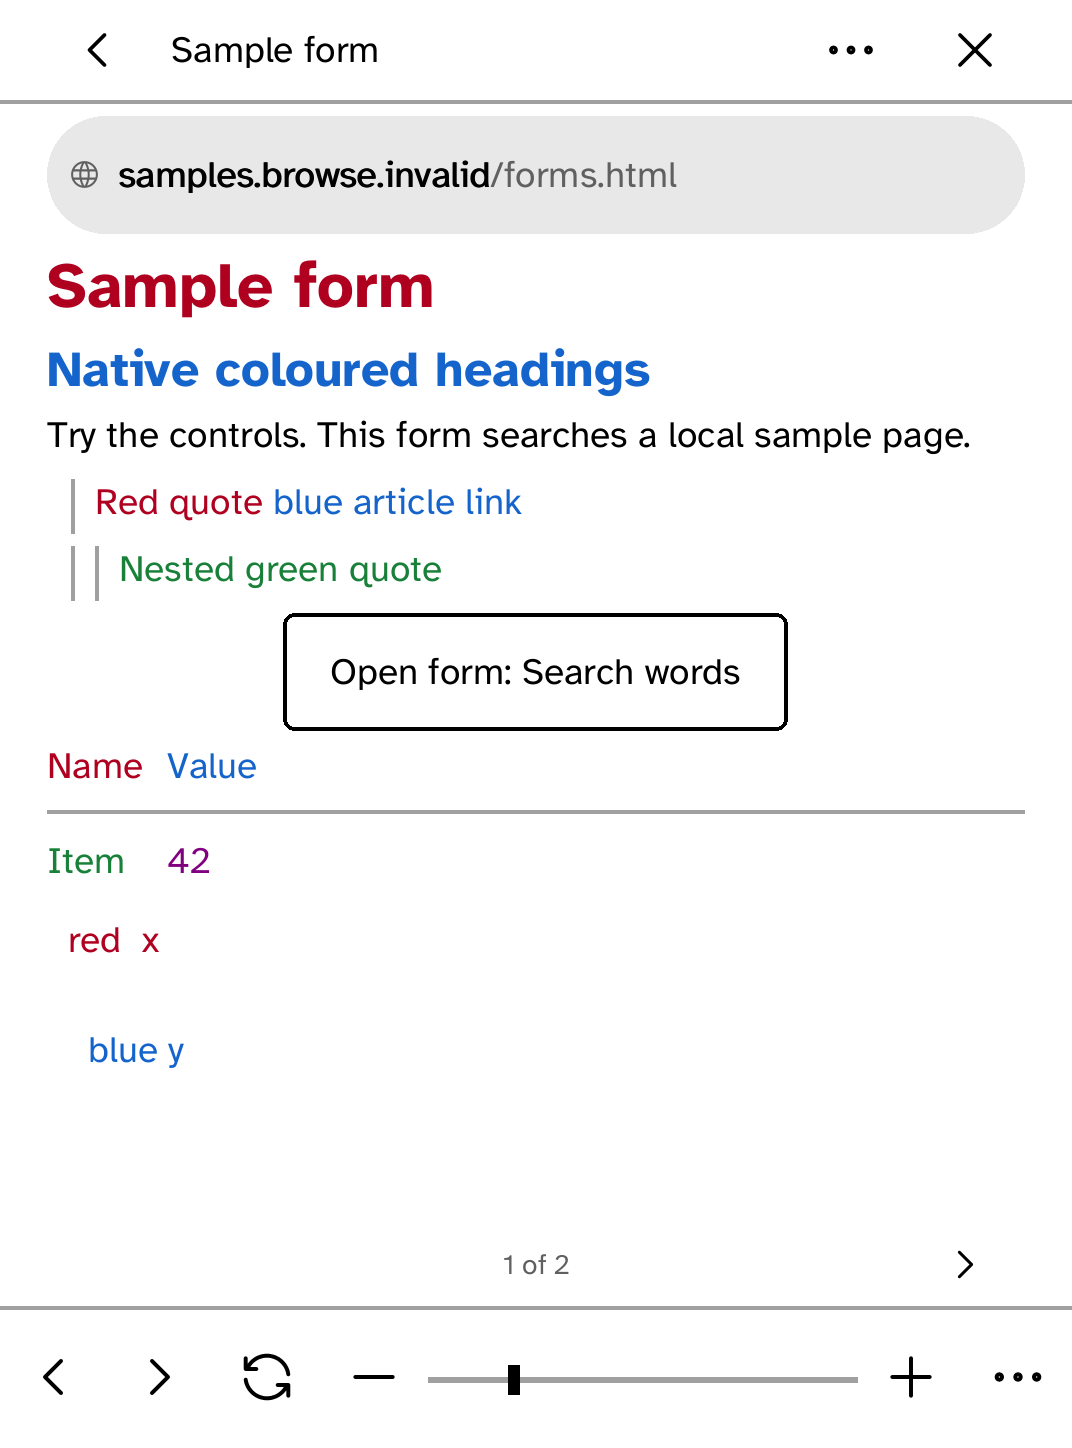 Sample form
samples.browse.invalid/forms.html
Sample form
Native coloured headings
Try the controls. This form searches a local sample page.
Red quote blue article link
Nested green quote
Open form: Search words
Name Value
Item 42
red x
blue y
1 of 2